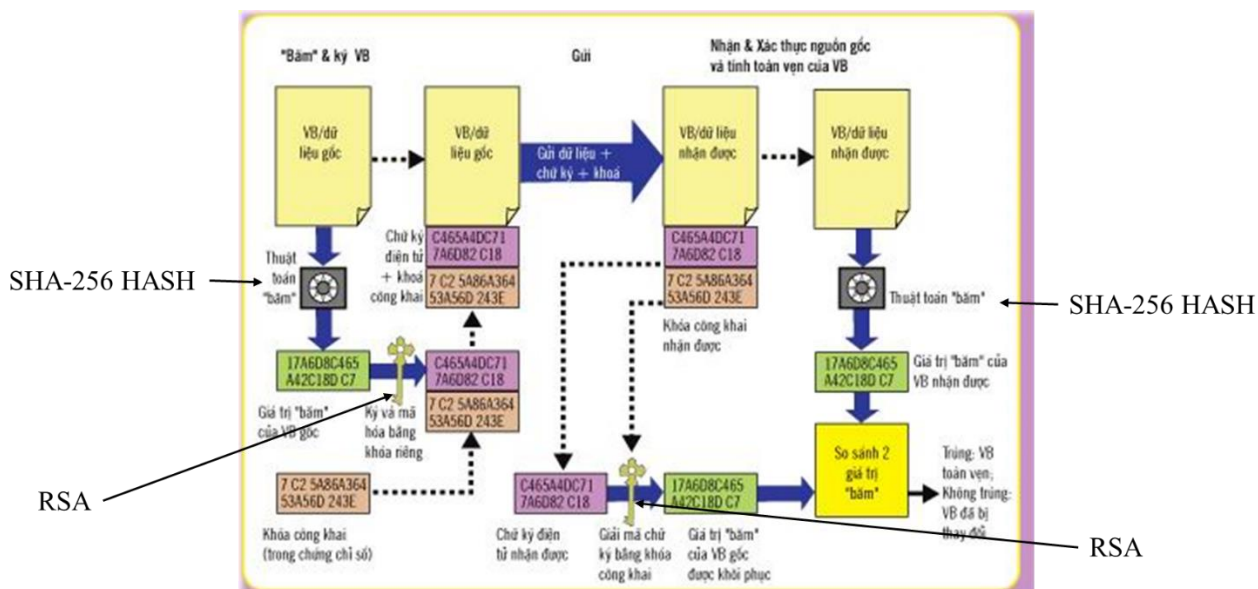 "Băm" & ký VB
Gửi
Nhận & Xác thực nguồn gốc
và tính toàn vẹn của VB
VB/dữ
liệu gốc
VB/dữ
liệu gốc
Gửi dữ liệu +
chữ ký + khoá
VB/dữ liệu
nhận được
VB/dữ liệu
nhận được
SHA-256 HASH
Thuật
toán
"băm"
Chữ ký
điện tử
+ khoá
công khai
C465A4DC71
7A6D82 C18
7 C2 5A86A364
53A56D 243E
C465A4DC71
7A6D82 C18
7 C2 5A86A364
53A56D 243E
Khóa công khai
nhận được
Thuật toán "băm"
SHA-256 HASH
17A6D8C465
A42C18D C7
Giá trị "băm"
của VB gốc
Ký và mã
hóa bằng
khóa riêng
C465A4DC71
7A6D82 C18
7 C2 5A86A364
53A56D 243E
17A6D8C465
A42C18D C7
Giá trị "băm" của
VB nhận được
RSA
7 C2 5A86A364
53A56D 243E
Khóa công khai
(trong chứng chỉ số)
C465A4DC71
7A6D82 C18
Chữ ký điện
tử nhận được
Giải mã chữ
ký bằng khóa
công khai
17A6D8C465
A42C18D C7
Giá trị "băm"
của VB gốc
được khôi phục
So sánh 2
giá trị
"băm"
Trùng: VB
toàn vẹn;
Không trùng:
VB đã bị
thay đổi
RSA